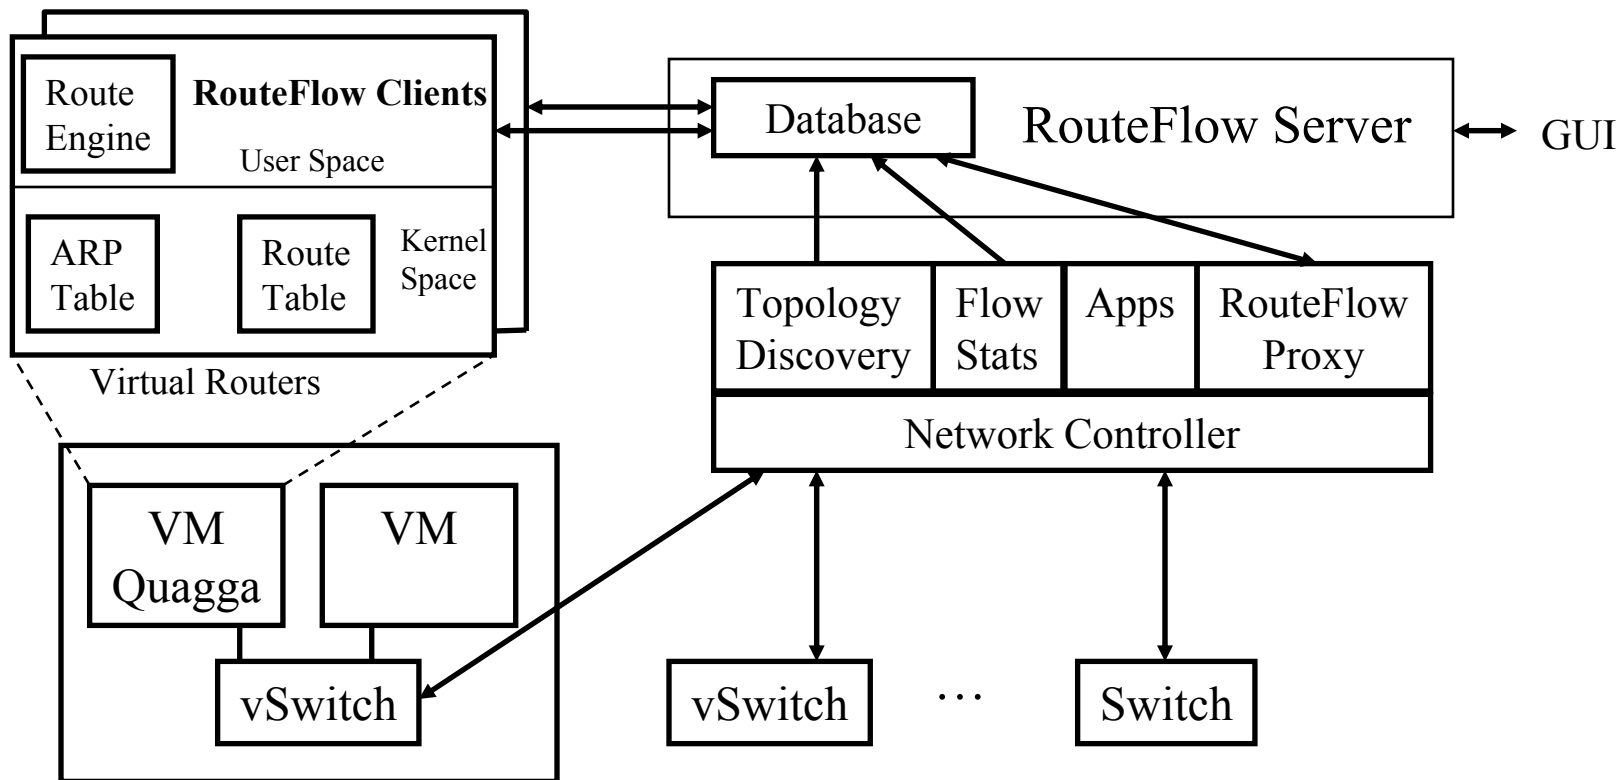 Route
Engine
RouteFlow Clients
User Space
ARP
Table
Route
Table
Kernel
Space
Virtual Routers
Database
RouteFlow Server
GUI
Topology
Discovery
Flow
Stats
Apps
RouteFlow
Proxy
Network Controller
VM
Quagga
VM
vSwitch
vSwitch
...
Switch